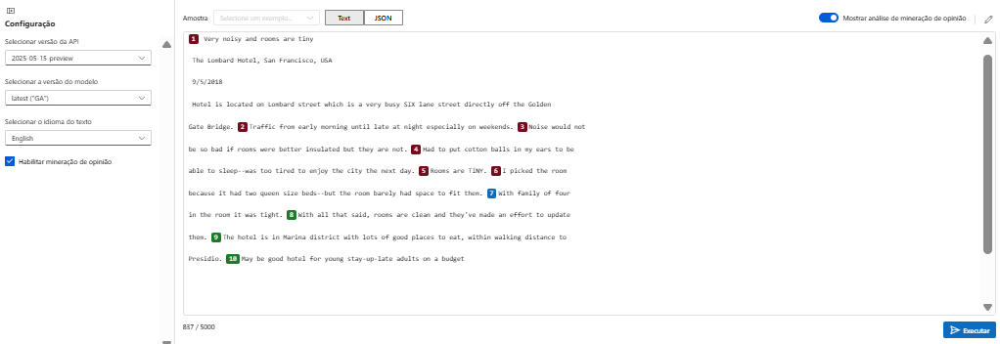 Configuração
Selecionar versão da API
2025-05-15-preview
Selecionar a versão do modelo
latest ("GA")
Selecionar o idioma do texto
English
Habilitar mineração de opinião
Amostra Selecione um exemplo... Text JSON Mostrar análise de mineração de opinião
1 Very noisy and rooms are tiny
The Lombard Hotel, San Francisco, USA
9/5/2018
Hotel is located on Lombard street which is a very busy SIX lane street directly off the Golden
Gate Bridge. 2 Traffic from early morning until late at night especially on weekends. 3 Noise would not
be so bad if rooms were better insulated but they are not. 4 Had to put cotton balls in my ears to be
able to sleep--was too tired to enjoy the city the next day. 5 Rooms are TINY. 6 I picked the room
because it had two queen size beds--but the room barely had space to fit them. 7 With family of four
in the room it was tight. 8 With all that said, rooms are clean and they've made an effort to update
them. 9 The hotel is in Marina district with lots of good places to eat, within walking distance to
Presidio. 10 May be good hotel for young stay-up-late adults on a budget
837 / 5000
Executar